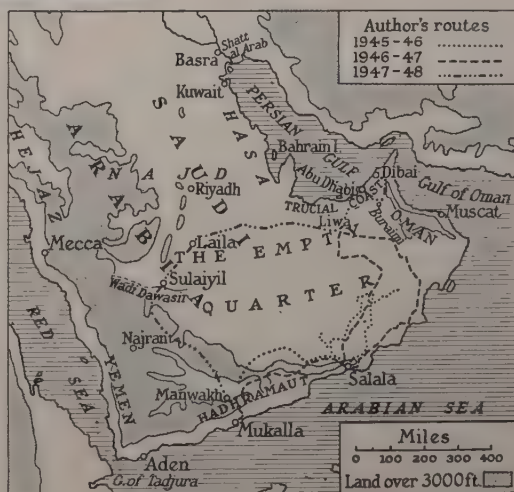 Author's routes
1945-46
1946-47
1947-48
Shatt
al Arab
Basra
Kuwait
PERSIAN
GULF
HASA
Bahrain I.
Abu Dhabi
Dibai
Gulf of Oman
COAST
TRUCIAL
Muscat
OMAN
Buraimi
Liwa
HEJAZ
SAUDI
ARABIA
NAJD
Riyadh
Mecca
Laila
THE EMPTY
QUARTER
Sulaiyil
Wadi Dawasir
RED
SEA
Najran
YEMEN
Manwakh
HADHRAMAUT
Salala
Mukalla
ARABIAN SEA
Aden
G. of Tadjura
Miles
0 100 200 300 400
Land over 3000ft.